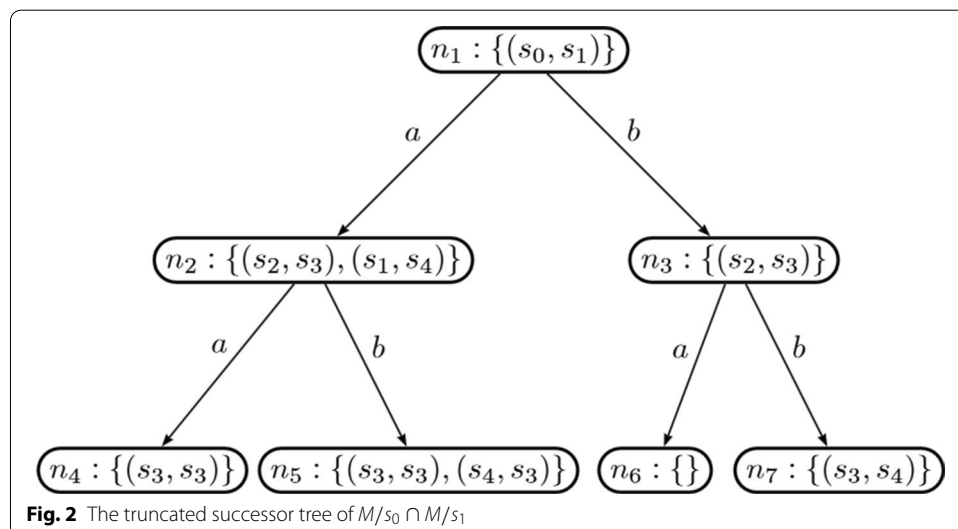 n₁ : {(s₀, s₁)}
a b
n₂ : {(s₂, s₃), (s₁, s₄)} n₃ : {(s₂, s₃)}
a b a b
n₄ : {(s₃, s₃)} n₅ : {(s₃, s₃), (s₄, s₃)} n₆ : {} n₇ : {(s₃, s₄)}
Fig. 2 The truncated successor tree of M/s₀ ∩ M/s₁